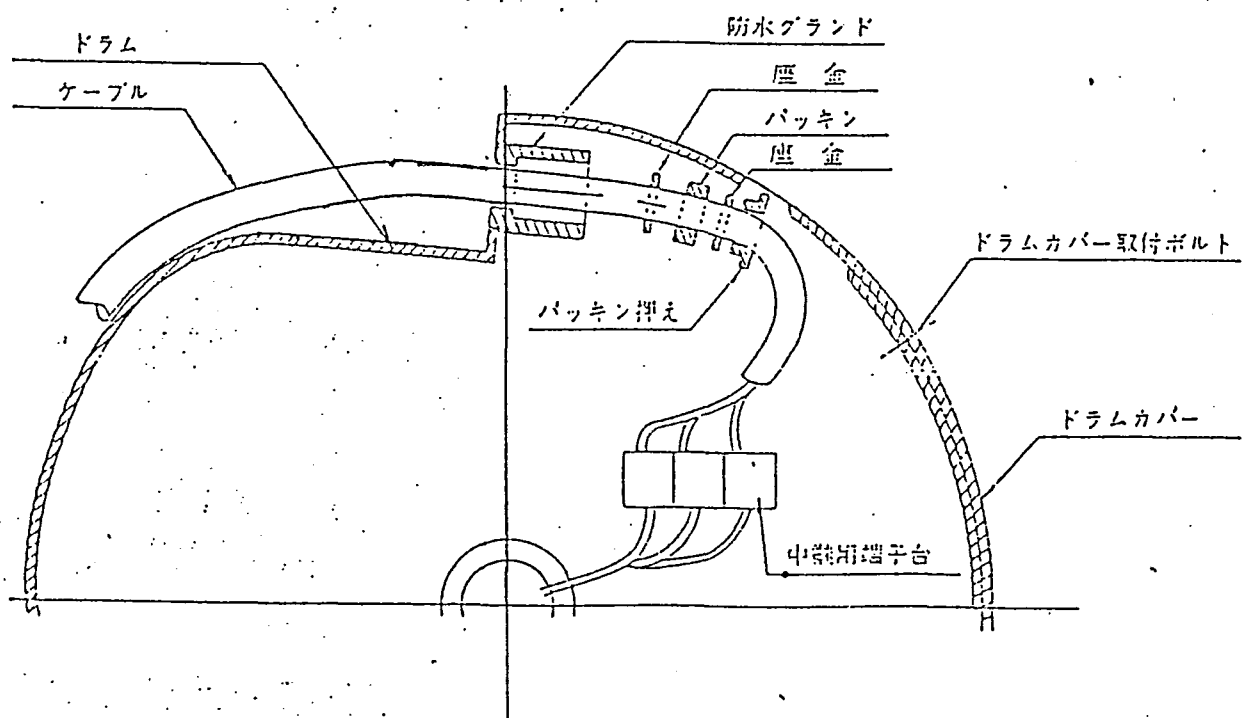 ドラム
ケーブル
防水グランド
座金
パッキン
座金
ドラムカバー取付ボルト
パッキン押え
ドラムカバー
中継用端子台